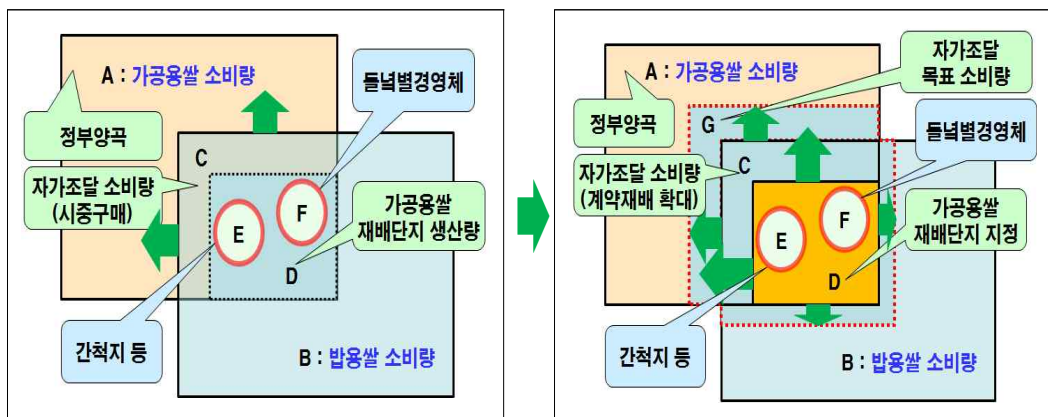 A : 가공용쌀 소비량
들녘별경영체
정부양곡
C
자가조달 소비량
(시중구매)
E
F
가공용쌀
재배단지 생산량
D
간척지 등
B : 밥용쌀 소비량
자가조달
목표 소비량
A : 가공용쌀 소비량
G
정부양곡
들녘별경영체
C
자가조달 소비량
(계약재배 확대)
E
F
가공용쌀
재배단지 지정
D
간척지 등
B : 밥용쌀 소비량